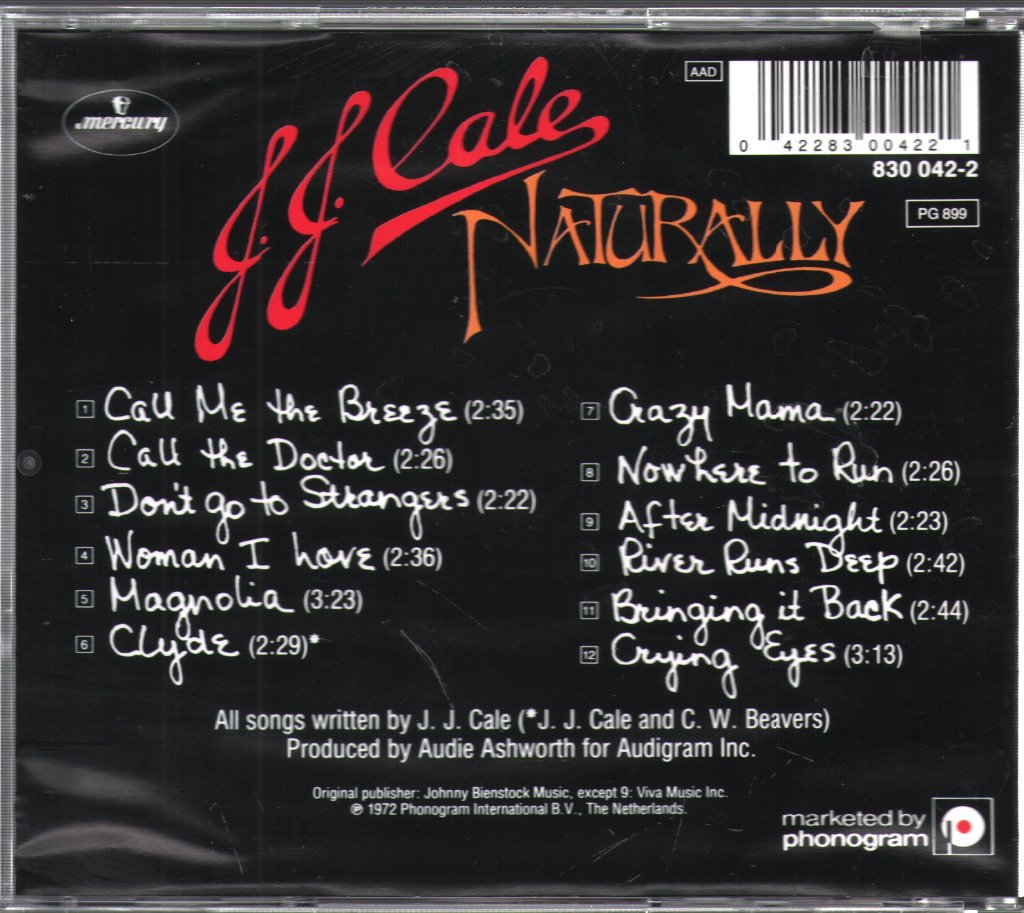 mercury
J.J. Cale
NATURALLY
AAD
0 42283 00422 1
830 042-2
PG 899
1 Call Me the Breeze (2:35)
2 Call the Doctor (2:26)
3 Don't go to Strangers (2:22)
4 Woman I Love (2:36)
5 Magnolia (3:23)
6 Clyde (2:29)*
7 Crazy Mama (2:22)
8 Nowhere to Run (2:26)
9 After Midnight (2:23)
10 River Runs Deep (2:42)
11 Bringing it Back (2:44)
12 Crying Eyes (3:13)
All songs written by J. J. Cale (*J. J. Cale and C. W. Beavers)
Produced by Audie Ashworth for Audigram Inc.
Original publisher: Johnny Bienstock Music, except 9: Viva Music Inc.
℗ 1972 Phonogram International B.V., The Netherlands.
marketed by
phonogram